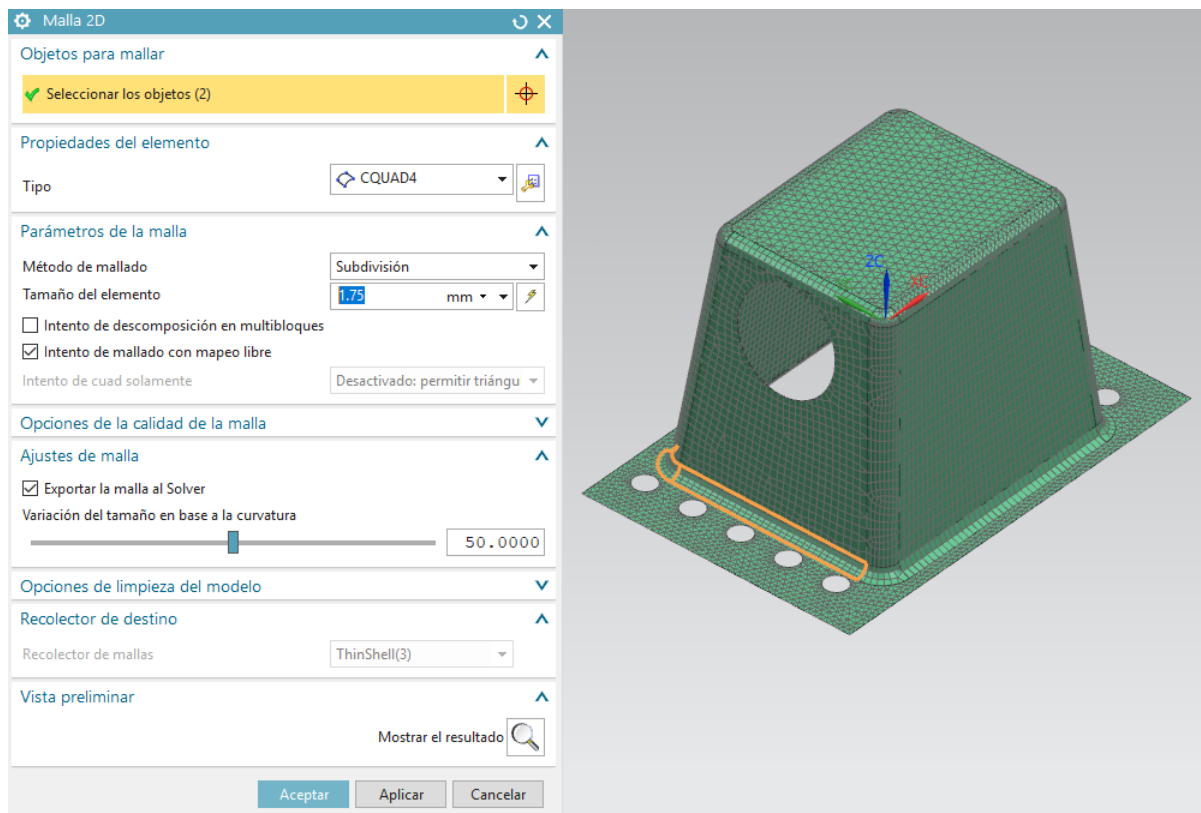 Malla 2D
Objetos para mallar
Seleccionar los objetos (2)
Propiedades del elemento
Tipo CQUAD4
Parámetros de la malla
Método de mallado Subdivisión
Tamaño del elemento 1.75 mm
Intento de descomposición en multibloques
Intento de mallado con mapeo libre
Intento de cuad solamente Desactivado: permitir triángu
Opciones de la calidad de la malla
Ajustes de malla
Exportar la malla al Solver
Variación del tamaño en base a la curvatura
50.0000
Opciones de limpieza del modelo
Recolector de destino
Recolector de mallas ThinShell(3)
Vista preliminar
Mostrar el resultado
Aceptar Aplicar Cancelar
ZC
XC